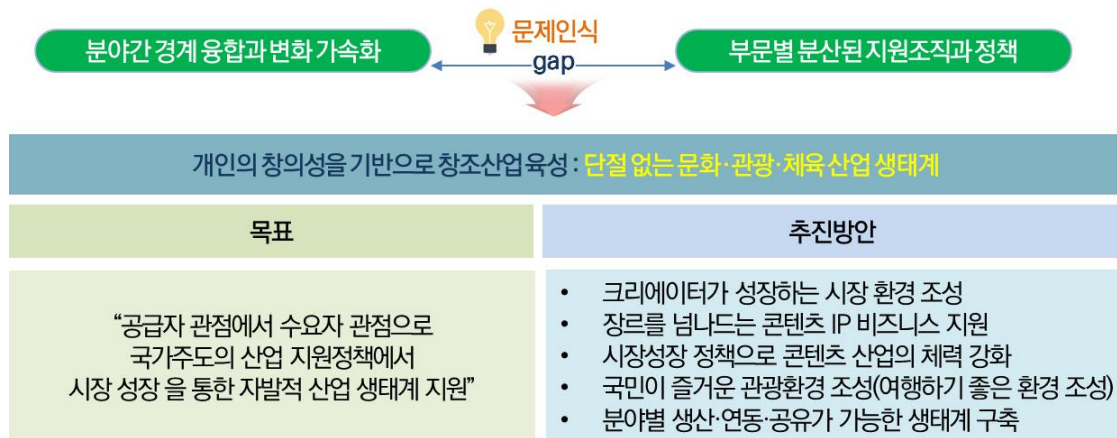 문제인식
분야간 경계 융합과 변화 가속화
gap
부문별 분산된 지원조직과 정책
개인의 창의성을 기반으로 창조산업 육성 : 단절 없는 문화·관광·체육 산업 생태계
목표
“공급자 관점에서 수요자 관점으로
국가주도의 산업 지원정책에서
시장 성장 을 통한 자발적 산업 생태계 지원”
추진방안
• 크리에이터가 성장하는 시장 환경 조성
• 장르를 넘나드는 콘텐츠 IP 비즈니스 지원
• 시장성장 정책으로 콘텐츠 산업의 체력 강화
• 국민이 즐거운 관광환경 조성(여행하기 좋은 환경 조성)
• 분야별 생산·연동·공유가 가능한 생태계 구축